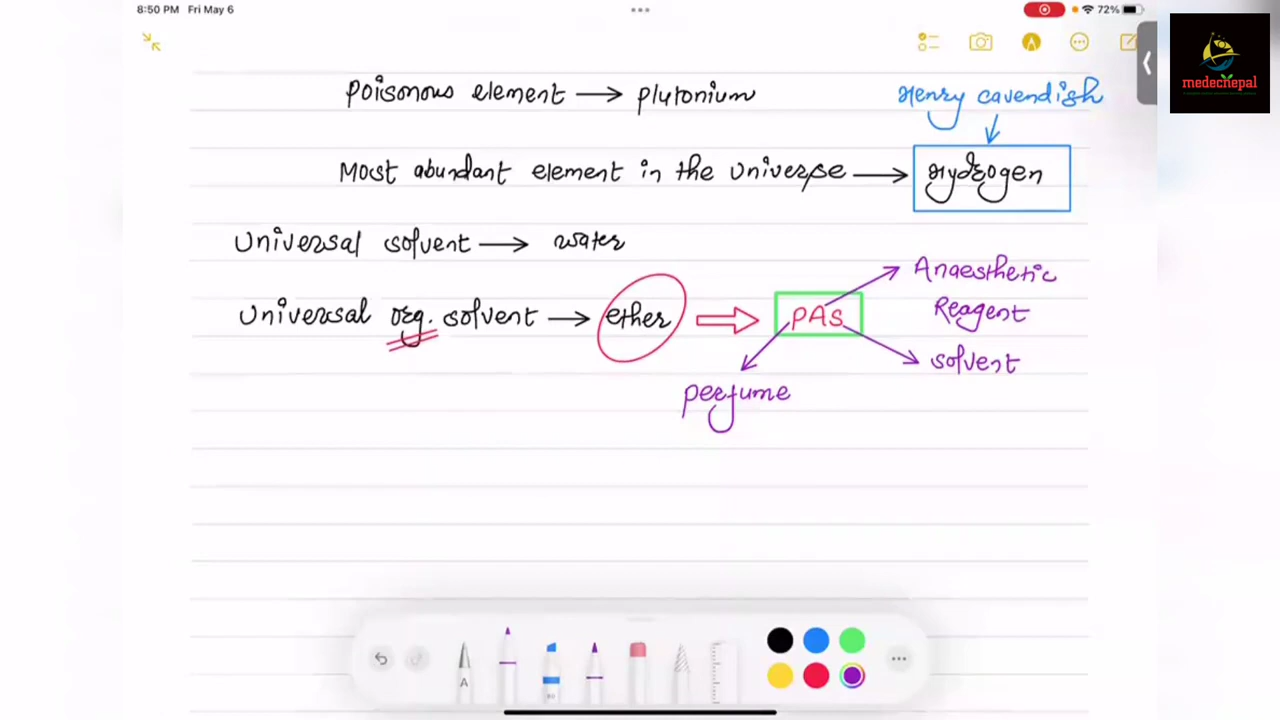 8:50 PM Fri May 6
72%
medecnepal
Poisonous element → plutonium
Henry cavendish
Most abundant element in the Universe → Hydrogen
Universal solvent → water
Universal org. solvent → ether ⇒ PAS
Anaesthetic
Reagent
solvent
perfume
A